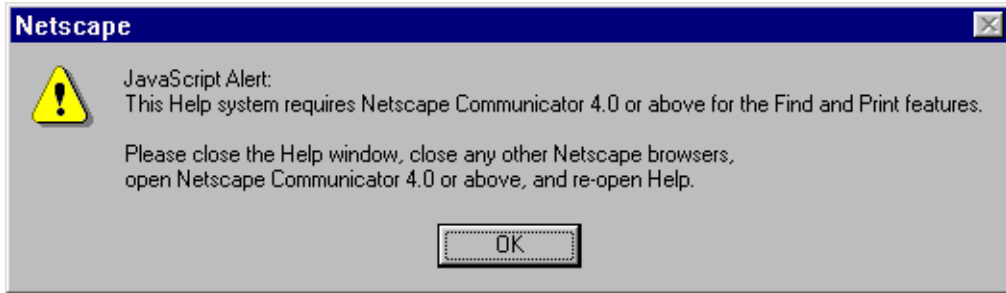 Netscape
JavaScript Alert:
This Help system requires Netscape Communicator 4.0 or above for the Find and Print features.
Please close the Help window, close any other Netscape browsers,
open Netscape Communicator 4.0 or above, and re-open Help.
OK